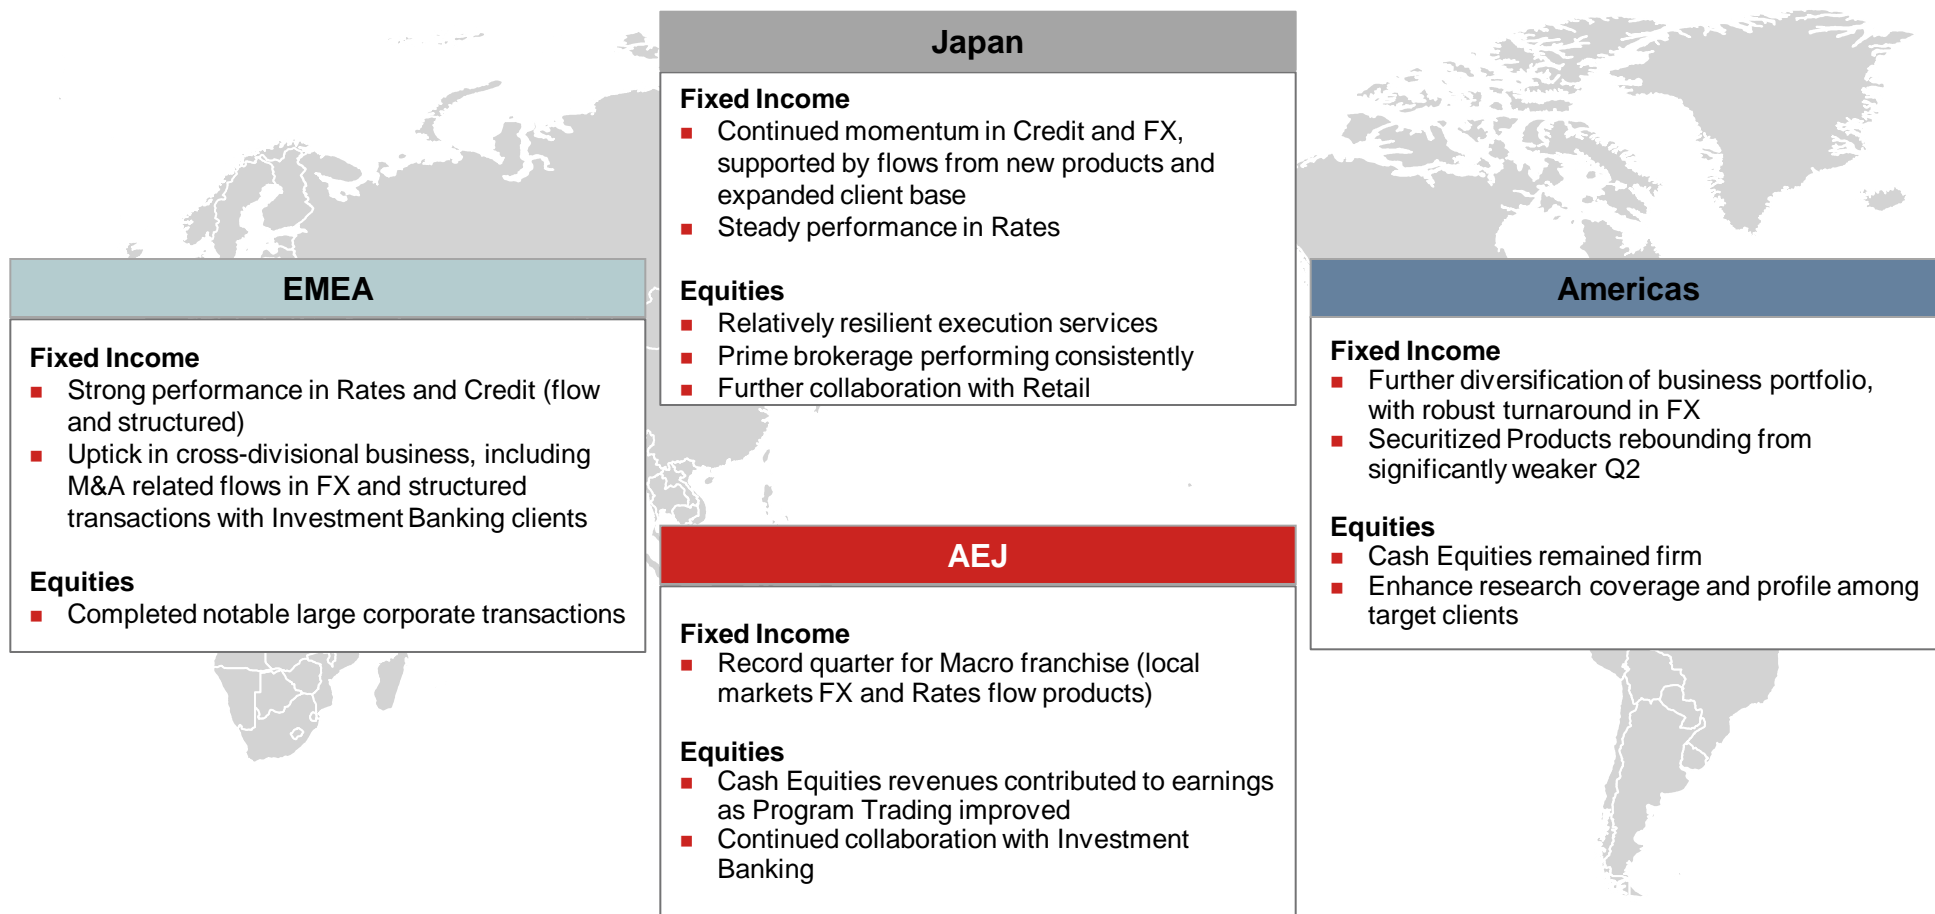 Japan
Fixed Income
Continued momentum in Credit and FX,
supported by flows from new products and
expanded client base
Steady performance in Rates
Equities
Relatively resilient execution services
Prime brokerage performing consistently
Further collaboration with Retail
EMEA
Fixed Income
Strong performance in Rates and Credit (flow
and structured)
Uptick in cross-divisional business, including
M&A related flows in FX and structured
transactions with Investment Banking clients
Equities
Completed notable large corporate transactions
Americas
Fixed Income
Further diversification of business portfolio,
with robust turnaround in FX
Securitized Products rebounding from
significantly weaker Q2
Equities
Cash Equities remained firm
Enhance research coverage and profile among
target clients
AEJ
Fixed Income
Record quarter for Macro franchise (local
markets FX and Rates flow products)
Equities
Cash Equities revenues contributed to earnings
as Program Trading improved
Continued collaboration with Investment
Banking